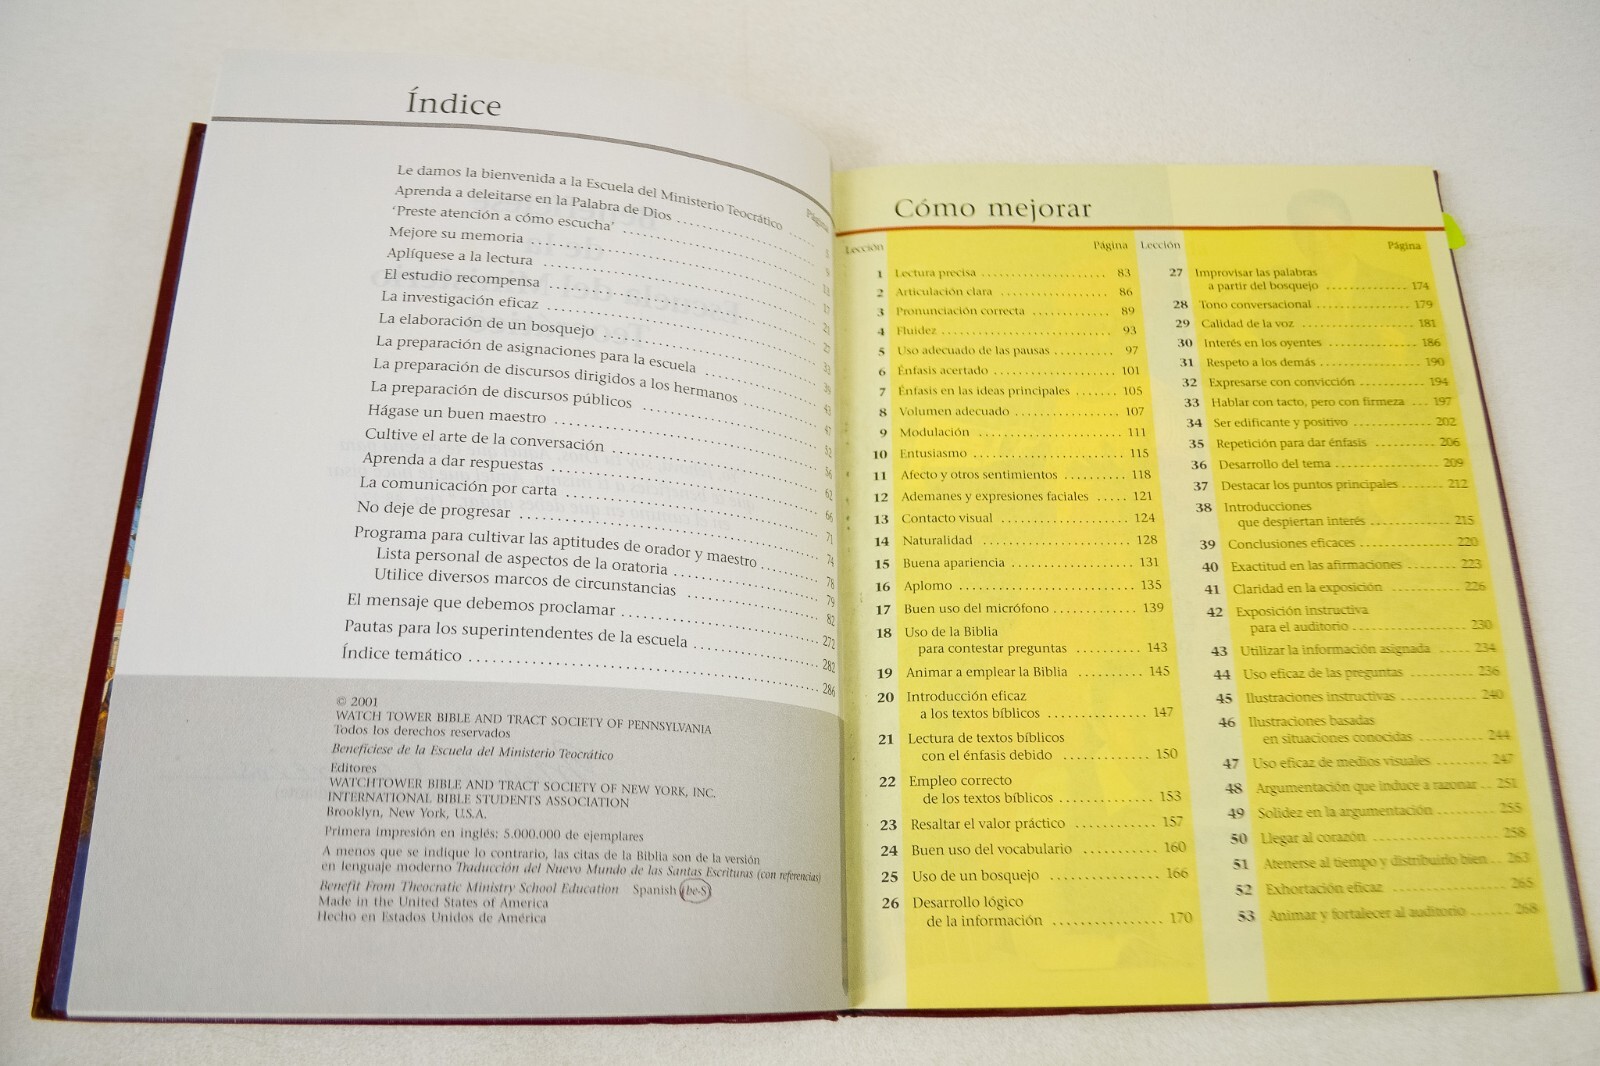 Índice
Página
Le damos la bienvenida a la Escuela del Ministerio Teocrático ...... 5
Aprenda a deleitarse en la Palabra de Dios ...... 9
‘Preste atención a cómo escucha’ ...... 13
Mejore su memoria ...... 17
Aplíquese a la lectura ...... 21
El estudio recompensa ...... 27
La investigación eficaz ...... 33
La elaboración de un bosquejo ...... 39
La preparación de asignaciones para la escuela ...... 43
La preparación de discursos dirigidos a los hermanos ...... 47
La preparación de discursos públicos ...... 52
Hágase un buen maestro ...... 56
Cultive el arte de la conversación ...... 62
Aprenda a dar respuestas ...... 66
La comunicación por carta ...... 71
No deje de progresar ...... 74
Programa para cultivar las aptitudes de orador y maestro ...... 78
Lista personal de aspectos de la oratoria ...... 79
Utilice diversos marcos de circunstancias ...... 82
El mensaje que debemos proclamar ...... 272
Pautas para los superintendentes de la escuela ...... 282
Índice temático ...... 286
© 2001
WATCH TOWER BIBLE AND TRACT SOCIETY OF PENNSYLVANIA
Todos los derechos reservados
Benefíciese de la Escuela del Ministerio Teocrático
Editores
WATCHTOWER BIBLE AND TRACT SOCIETY OF NEW YORK, INC.
INTERNATIONAL BIBLE STUDENTS ASSOCIATION
Brooklyn, New York, U.S.A.
Primera impresión en inglés: 5.000.000 de ejemplares
A menos que se indique lo contrario, las citas de la Biblia son de la versión
en lenguaje moderno Traducción del Nuevo Mundo de las Santas Escrituras (con referencias)
Benefit From Theocratic Ministry School Education Spanish (be-S)
Made in the United States of America
Hecho en Estados Unidos de América
Cómo mejorar
Lección Página
1 Lectura precisa ...... 83
2 Articulación clara ...... 86
3 Pronunciación correcta ...... 89
4 Fluidez ...... 93
5 Uso adecuado de las pausas ...... 97
6 Énfasis acertado ...... 101
7 Énfasis en las ideas principales ...... 105
8 Volumen adecuado ...... 107
9 Modulación ...... 111
10 Entusiasmo ...... 115
11 Afecto y otros sentimientos ...... 118
12 Ademanes y expresiones faciales ...... 121
13 Contacto visual ...... 124
14 Naturalidad ...... 128
15 Buena apariencia ...... 131
16 Aplomo ...... 135
17 Buen uso del micrófono ...... 139
18 Uso de la Biblia
para contestar preguntas ...... 143
19 Animar a emplear la Biblia ...... 145
20 Introducción eficaz
a los textos bíblicos ...... 147
21 Lectura de textos bíblicos
con el énfasis debido ...... 150
22 Empleo correcto
de los textos bíblicos ...... 153
23 Resaltar el valor práctico ...... 157
24 Buen uso del vocabulario ...... 160
25 Uso de un bosquejo ...... 166
26 Desarrollo lógico
de la información ...... 170
Lección Página
27 Improvisar las palabras
a partir del bosquejo ...... 174
28 Tono conversacional ...... 179
29 Calidad de la voz ...... 181
30 Interés en los oyentes ...... 186
31 Respeto a los demás ...... 190
32 Expresarse con convicción ...... 194
33 Hablar con tacto, pero con firmeza ... 197
34 Ser edificante y positivo ...... 202
35 Repetición para dar énfasis ...... 206
36 Desarrollo del tema ...... 209
37 Destacar los puntos principales ...... 212
38 Introducciones
que despiertan interés ...... 215
39 Conclusiones eficaces ...... 220
40 Exactitud en las afirmaciones ...... 223
41 Claridad en la exposición ...... 226
42 Exposición instructiva
para el auditorio ...... 230
43 Utilizar la información asignada ...... 234
44 Uso eficaz de las preguntas ...... 236
45 Ilustraciones instructivas ...... 240
46 Ilustraciones basadas
en situaciones conocidas ...... 244
47 Uso eficaz de medios visuales ...... 247
48 Argumentación que induce a razonar .. 251
49 Solidez en la argumentación ...... 255
50 Llegar al corazón ...... 258
51 Atenerse al tiempo y distribuirlo bien .. 263
52 Exhortación eficaz ...... 265
53 Animar y fortalecer al auditorio ...... 268